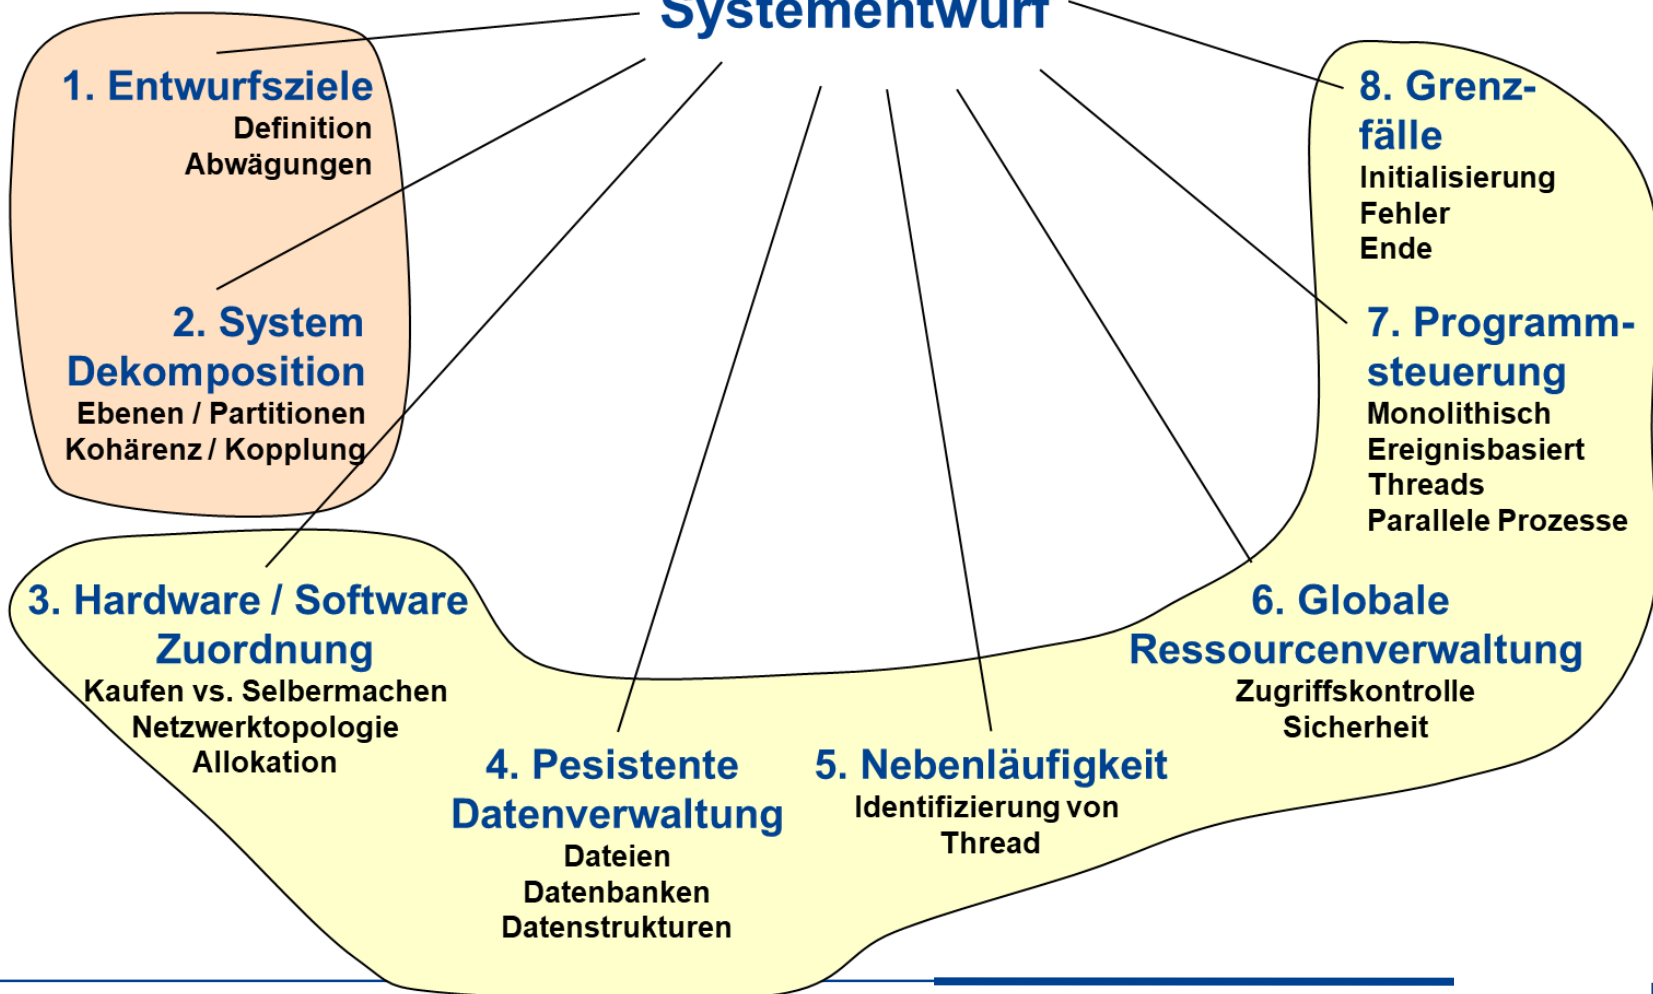 Systementwurf
1. Entwurfsziele
Definition
Abwägungen
2. System
Dekomposition
Ebenen / Partitionen
Kohärenz / Kopplung
3. Hardware / Software
Zuordnung
Kaufen vs. Selbermachen
Netzwerktopologie
Allokation
4. Pesistente
Datenverwaltung
Dateien
Datenbanken
Datenstrukturen
5. Nebenläufigkeit
Identifizierung von
Thread
6. Globale
Ressourcenverwaltung
Zugriffskontrolle
Sicherheit
7. Programm-
steuerung
Monolithisch
Ereignisbasiert
Threads
Parallele Prozesse
8. Grenz-
fälle
Initialisierung
Fehler
Ende